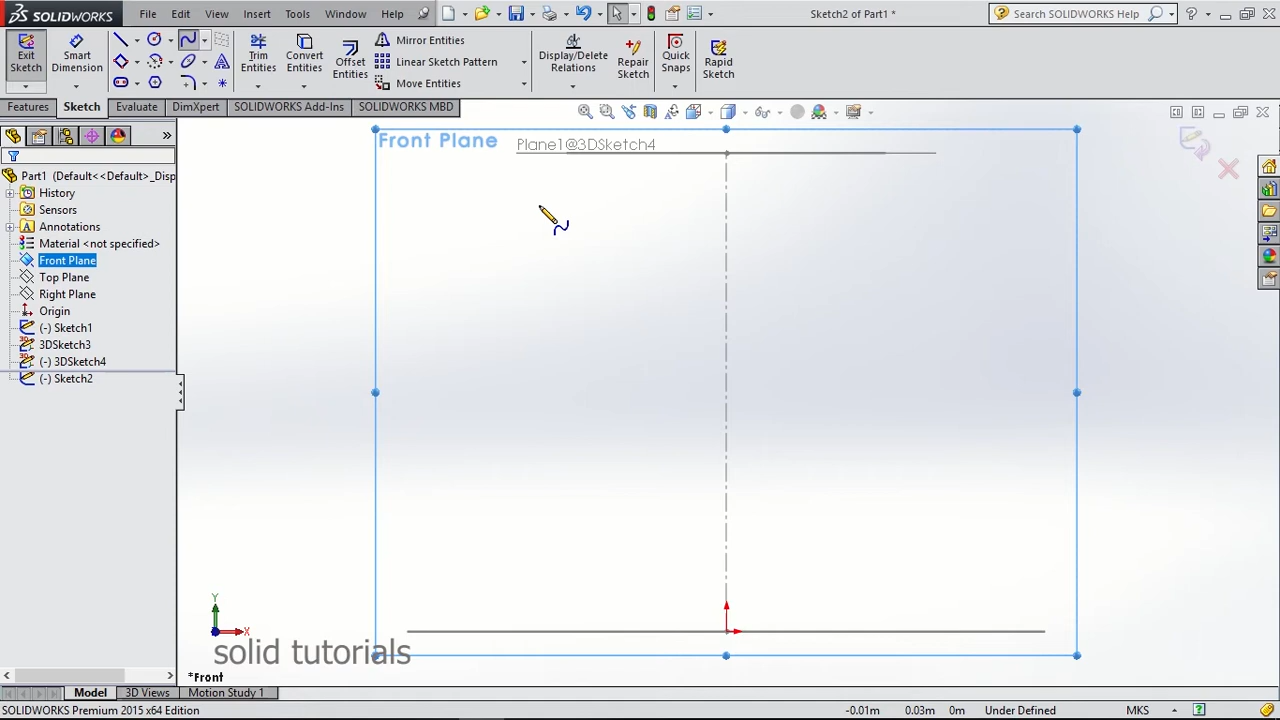 SOLIDWORKS File Edit View Insert Tools Window Help Sketch2 of Part1 * Search SOLIDWORKS Help
Exit Sketch
Smart Dimension
Trim Entities
Convert Entities
Offset Entities
Mirror Entities
Linear Sketch Pattern
Move Entities
Display/Delete Relations
Repair Sketch
Quick Snaps
Rapid Sketch
Features Sketch Evaluate DimXpert SOLIDWORKS Add-Ins SOLIDWORKS MBD
Front Plane Plane1@3DSketch4
Part1 (Default<<Default>_Disp
History
Sensors
Annotations
Material <not specified>
Front Plane
Top Plane
Right Plane
Origin
(-) Sketch1
3DSketch3
(-) 3DSketch4
(-) Sketch2
Y
X
solid tutorials
*Front
Model 3D Views Motion Study 1
SOLIDWORKS Premium 2015 x64 Edition -0.01m 0.03m 0m Under Defined MKS